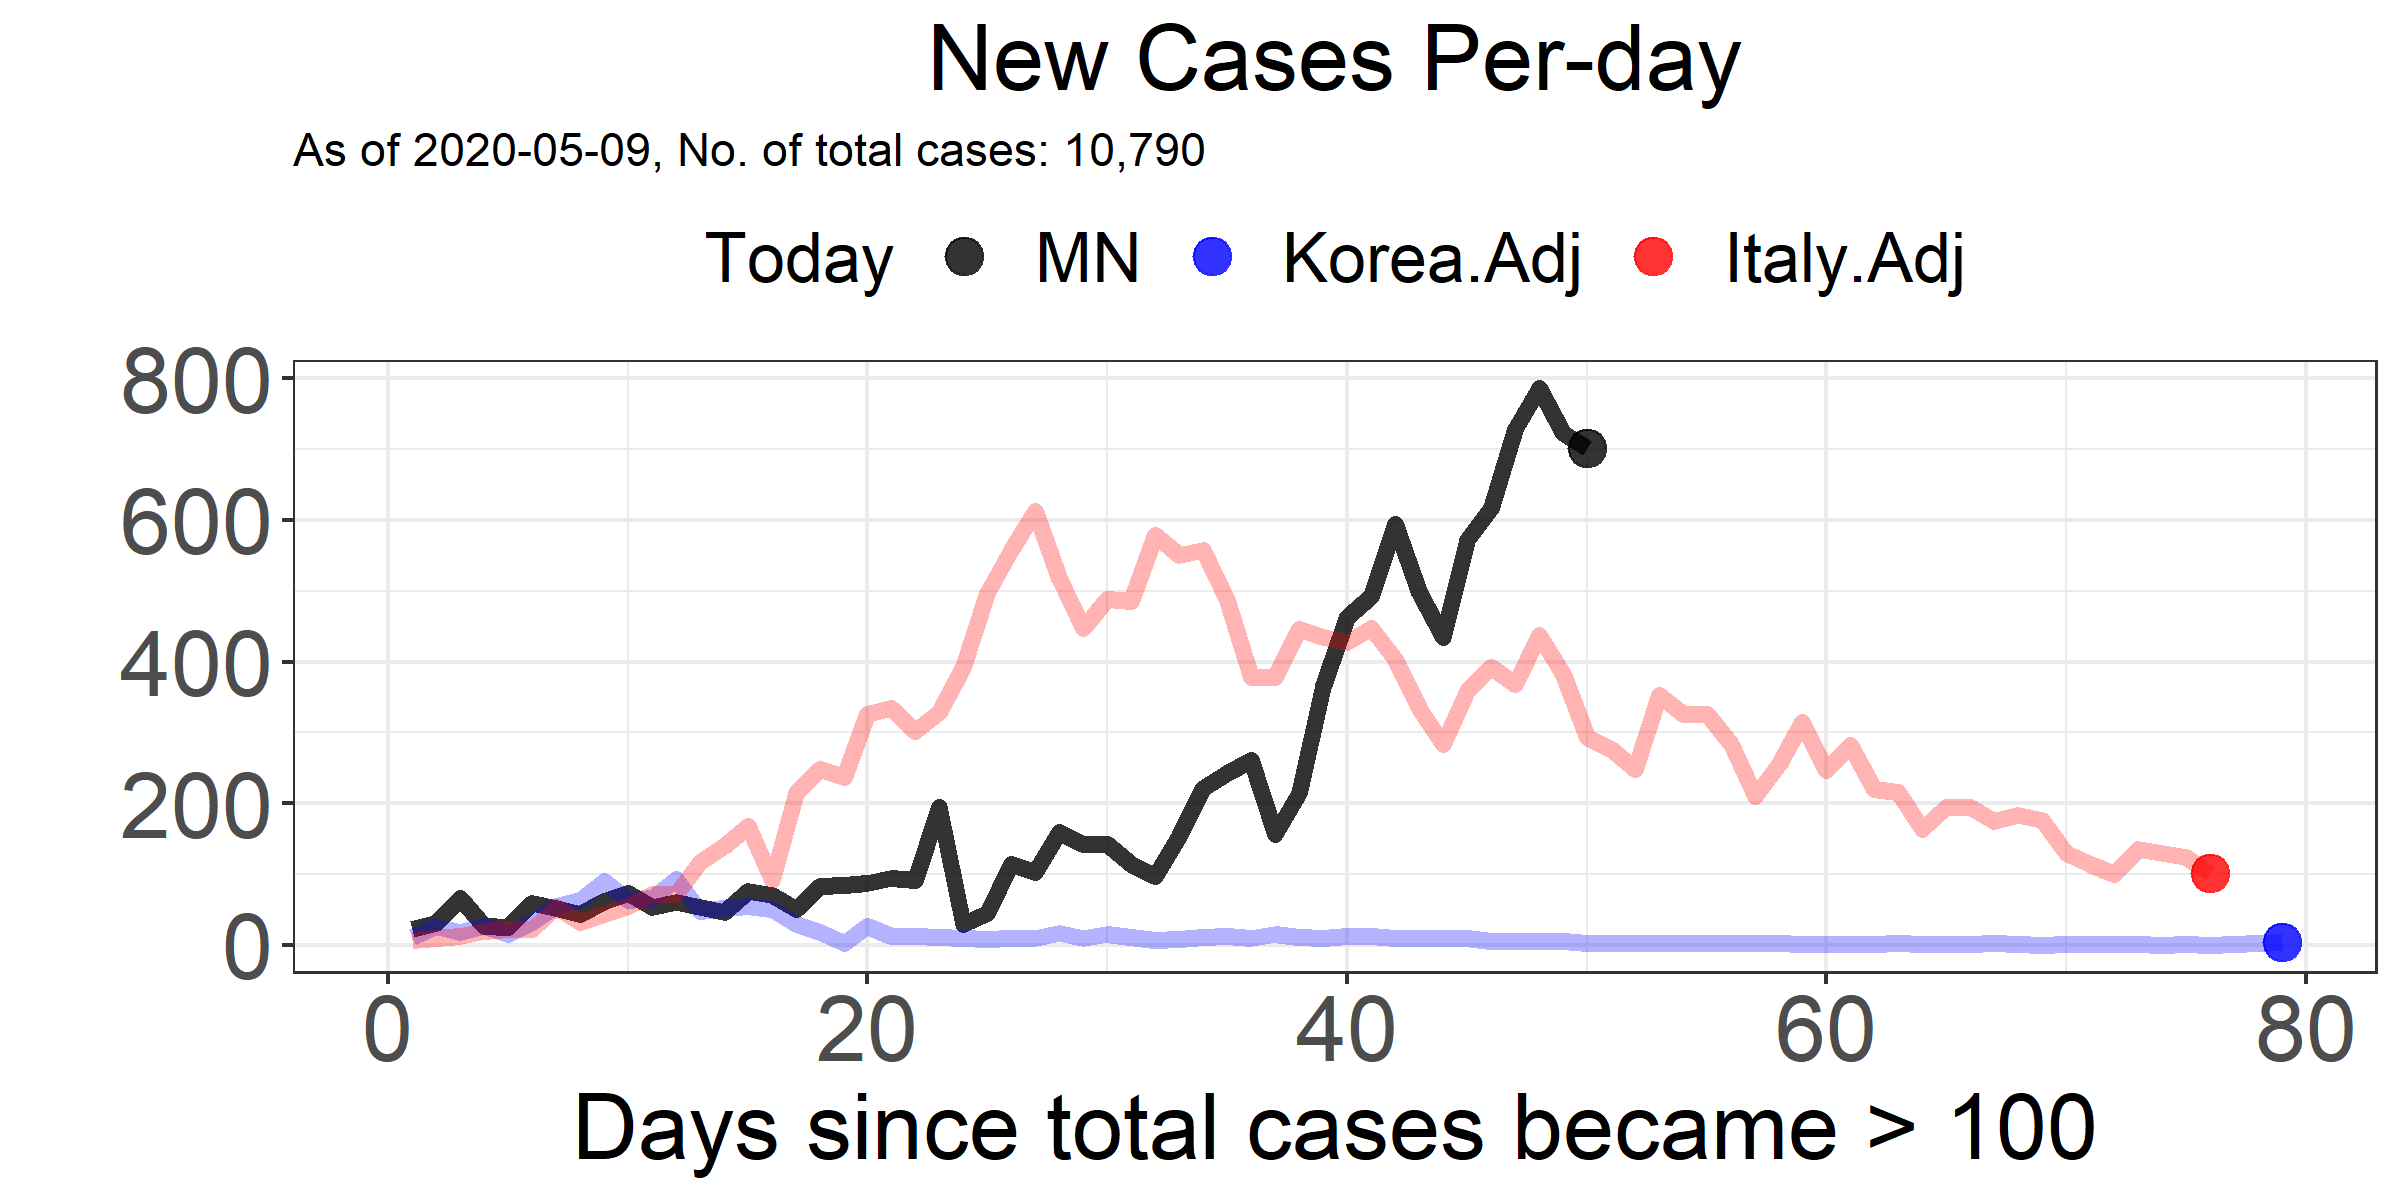 New Cases Per-day
As of 2020-05-09, No. of total cases: 10,790
Today MN Korea.Adj Italy.Adj
800
600
400
200
0
0 20 40 60 80
Days since total cases became > 100